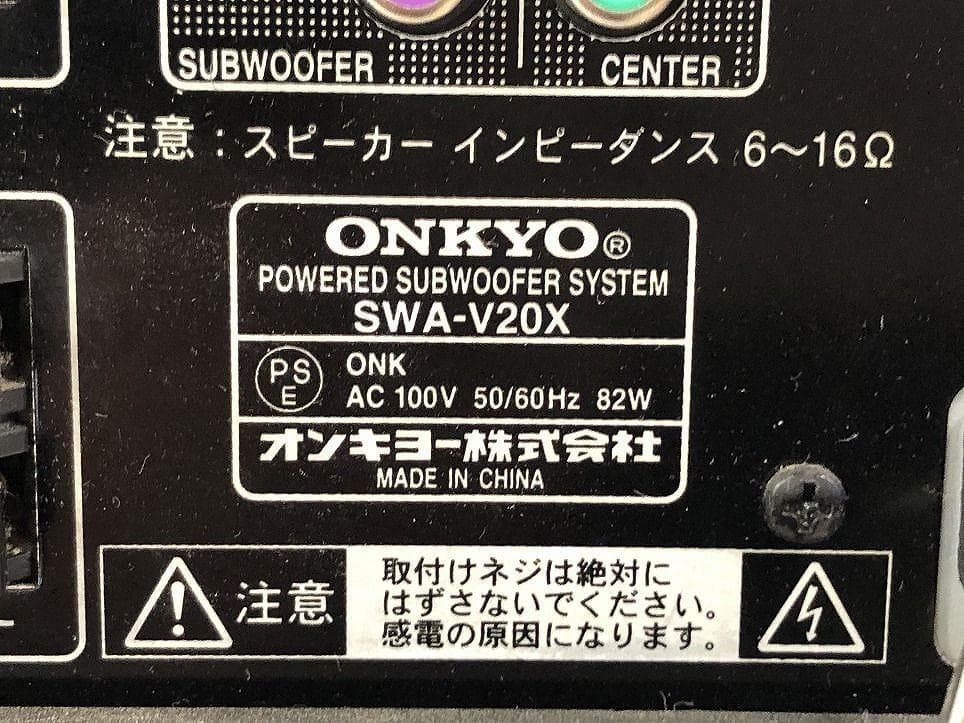 SUBWOOFER
CENTER
注意：スピーカー インピーダンス 6～16Ω
ONKYO®
POWERED SUBWOOFER SYSTEM
SWA-V20X
PS
E
ONK
AC 100V 50/60Hz 82W
オンキヨー株式会社
MADE IN CHINA
注意
取付けネジは絶対に
はずさないでください。
感電の原因になります。